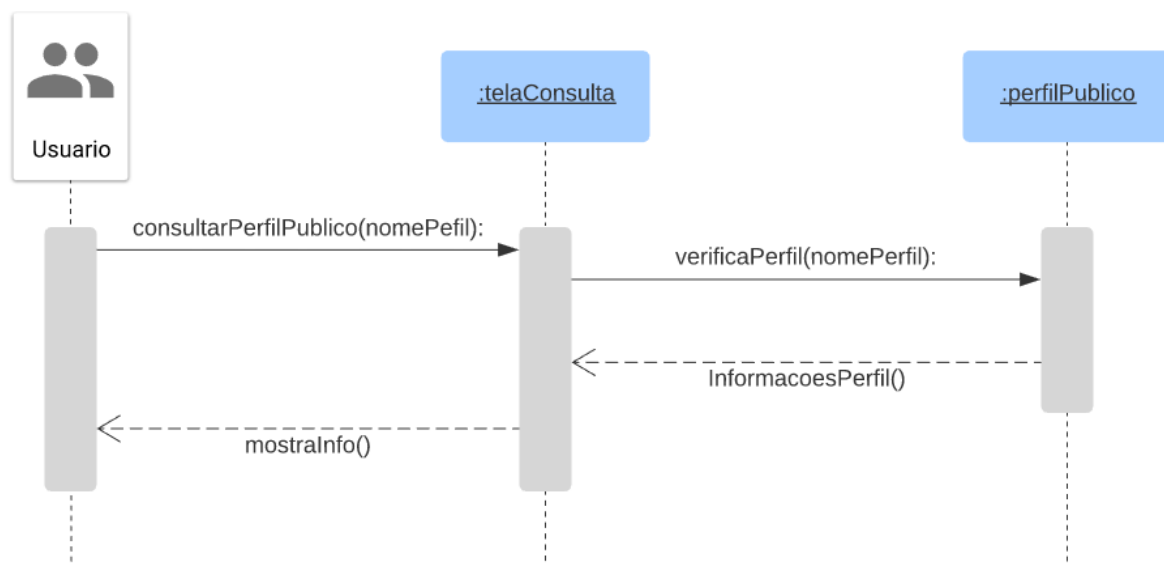 :telaConsulta
:perfilPublico
Usuario
consultarPerfilPublico(nomePefil):
verificaPerfil(nomePerfil):
InformacoesPerfil()
mostraInfo()